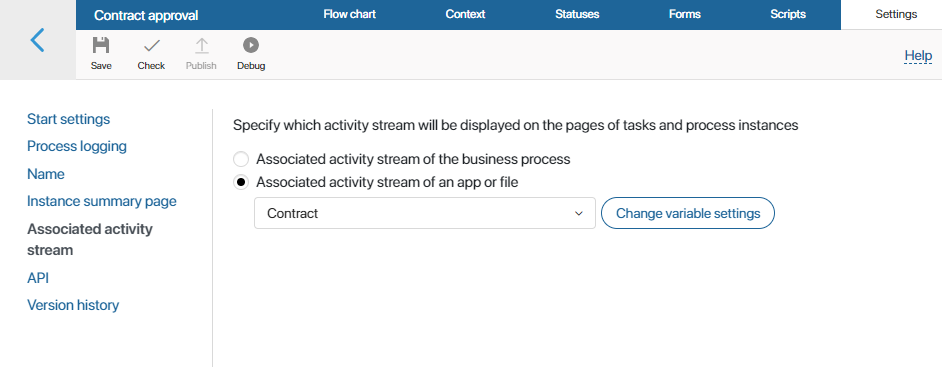 Contract approval
Flow chart
Context
Statuses
Forms
Scripts
Settings
Save
Check
Publish
Debug
Help
Start settings
Process logging
Name
Instance summary page
Associated activity
stream
API
Version history
Specify which activity stream will be displayed on the pages of tasks and process instances
Associated activity stream of the business process
Associated activity stream of an app or file
Contract
Change variable settings